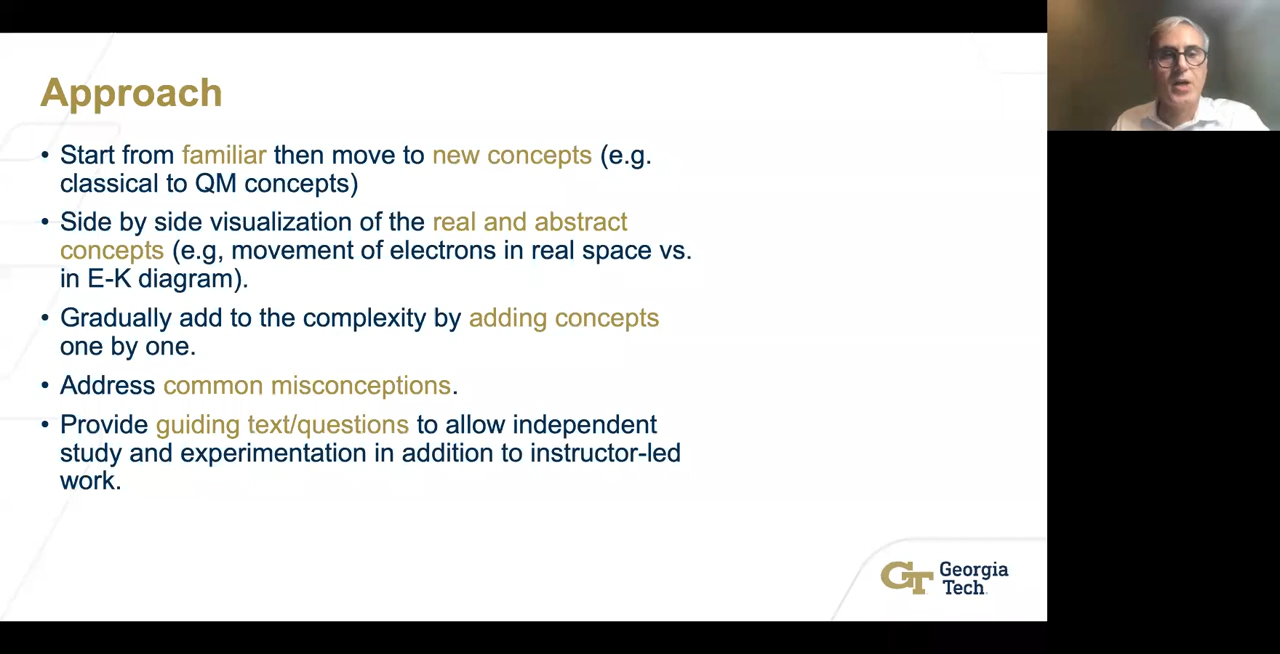 Approach
• Start from familiar then move to new concepts (e.g.
classical to QM concepts)
• Side by side visualization of the real and abstract
concepts (e.g, movement of electrons in real space vs.
in E-K diagram).
• Gradually add to the complexity by adding concepts
one by one.
• Address common misconceptions.
• Provide guiding text/questions to allow independent
study and experimentation in addition to instructor-led
work.
GT Georgia
Tech